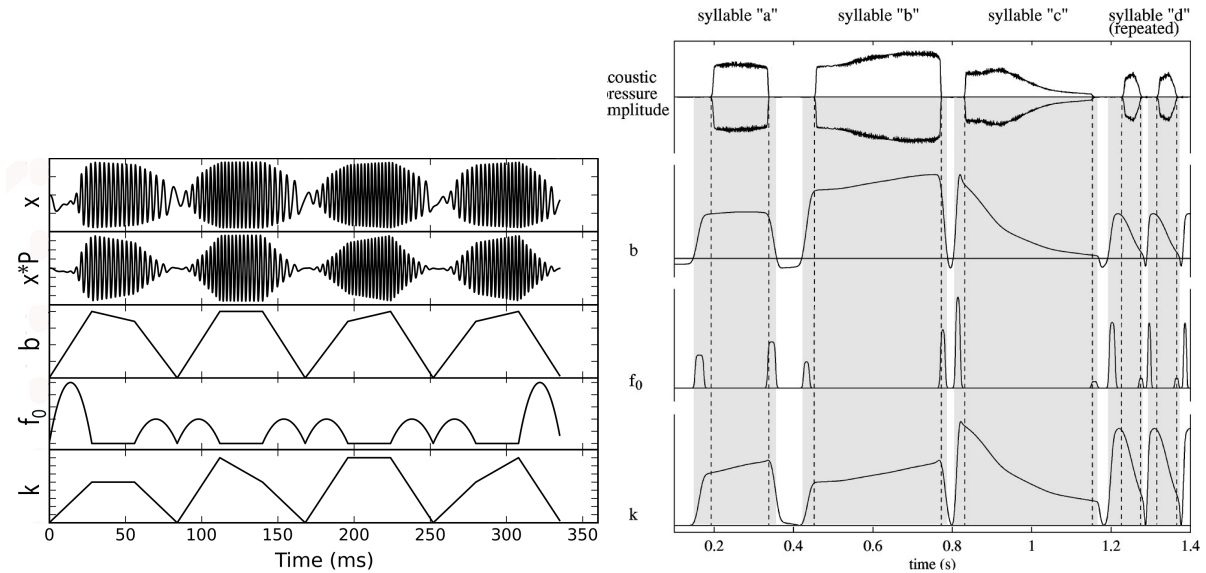 x
x*P
b
f0
k
0 50 100 150 200 250 300 350
Time (ms)
syllable "a" syllable "b" syllable "c" syllable "d"
(repeated)
coustic
ressure
mplitude
b
f0
k
0.2 0.4 0.6 0.8 1 1.2 1.4
time (s)